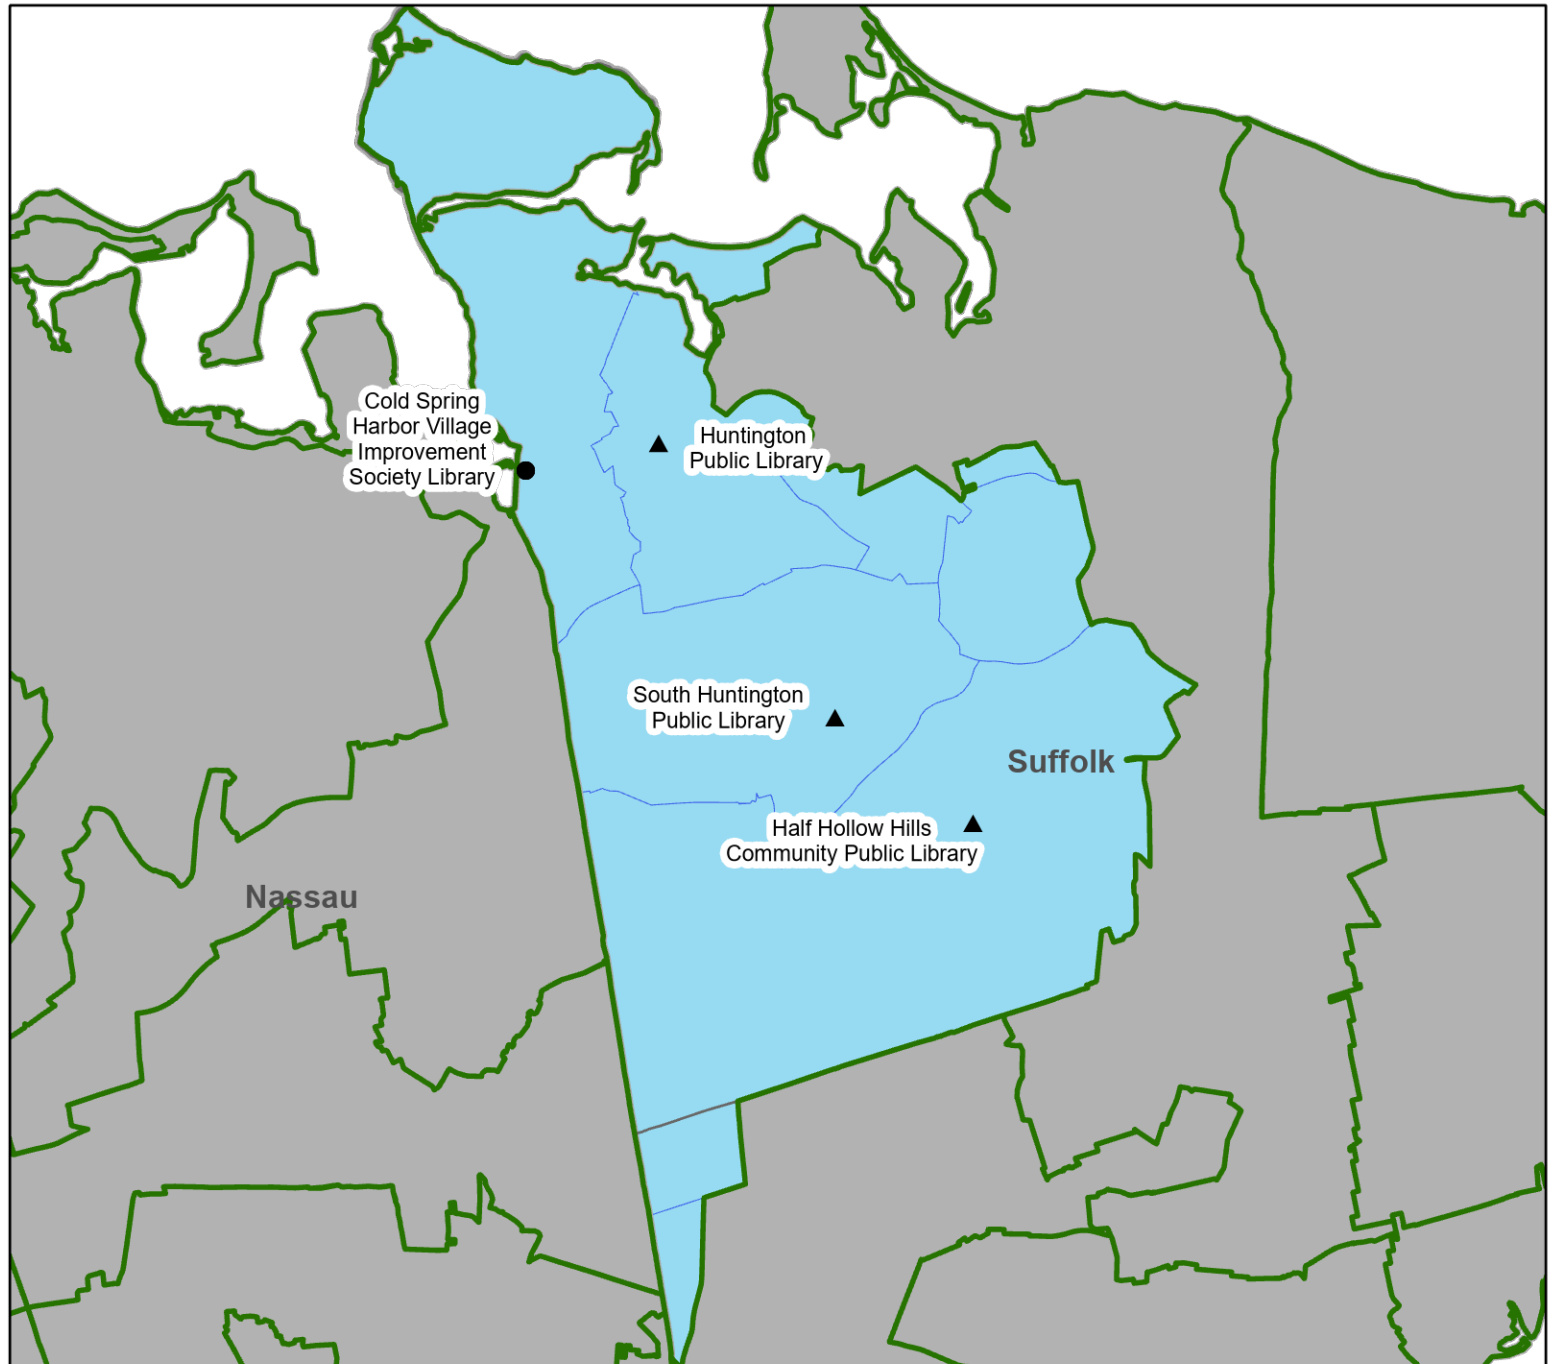 Cold Spring
Harbor Village
Improvement
Society Library
Huntington
Public Library
South Huntington
Public Library
Suffolk
Half Hollow Hills
Community Public Library
Nassau